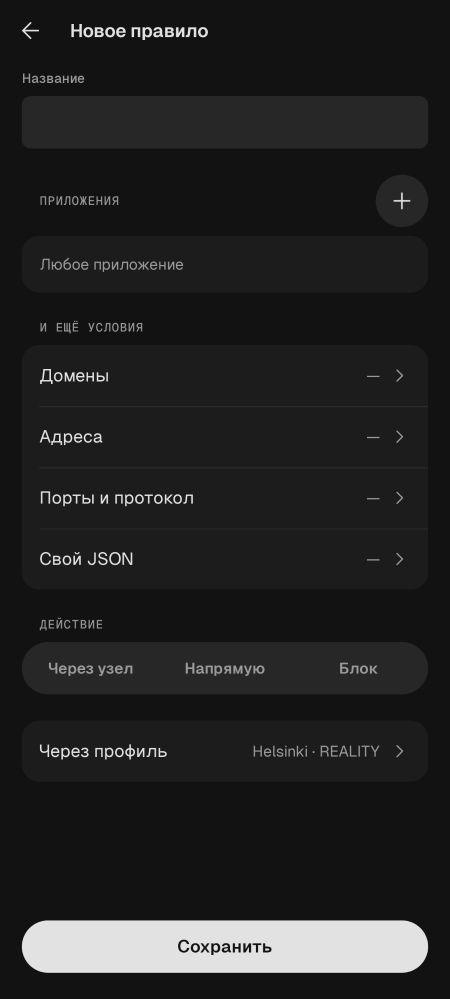 Новое правило
Название
ПРИЛОЖЕНИЯ
Любое приложение
И ЕЩЁ УСЛОВИЯ
Домены —
Адреса —
Порты и протокол —
Свой JSON —
ДЕЙСТВИЕ
Через узел Напрямую Блок
Через профиль Helsinki · REALITY
Сохранить